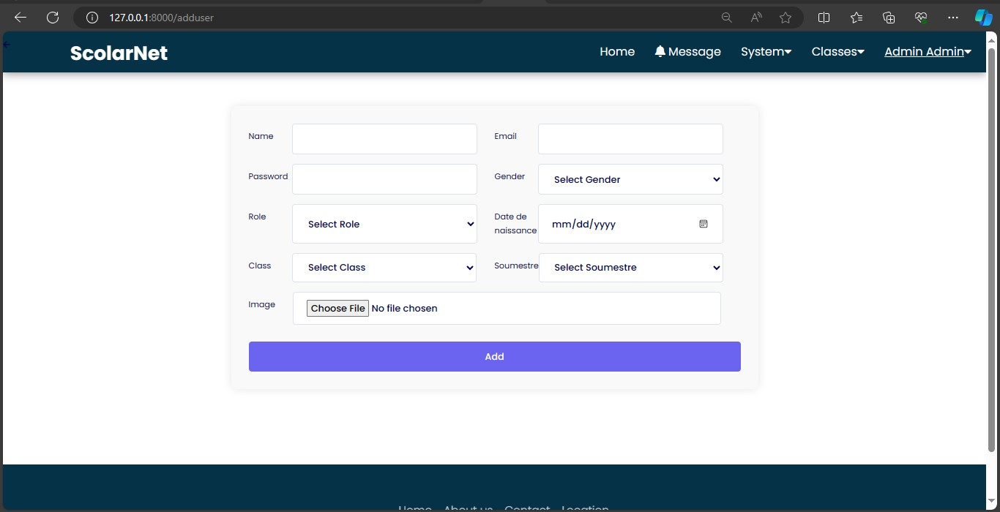 127.0.0.1:8000/adduser
ScolarNet Home Message System Classes Admin Admin
Name Email
Password Gender Select Gender
Role Select Role Date de naissance mm/dd/yyyy
Class Select Class Soumestre Select Soumestre
Image Choose File No file chosen
Add
Home About us Contact Location